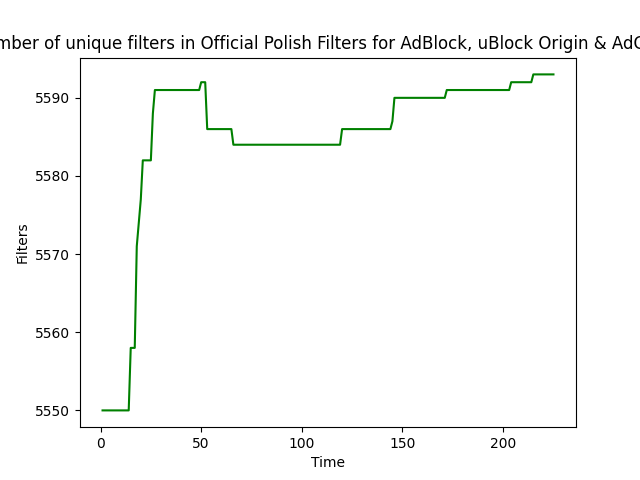 mber of unique filters in Official Polish Filters for AdBlock, uBlock Origin & AdG
Filters
5590
5580
5570
5560
5550
0 50 100 150 200
Time